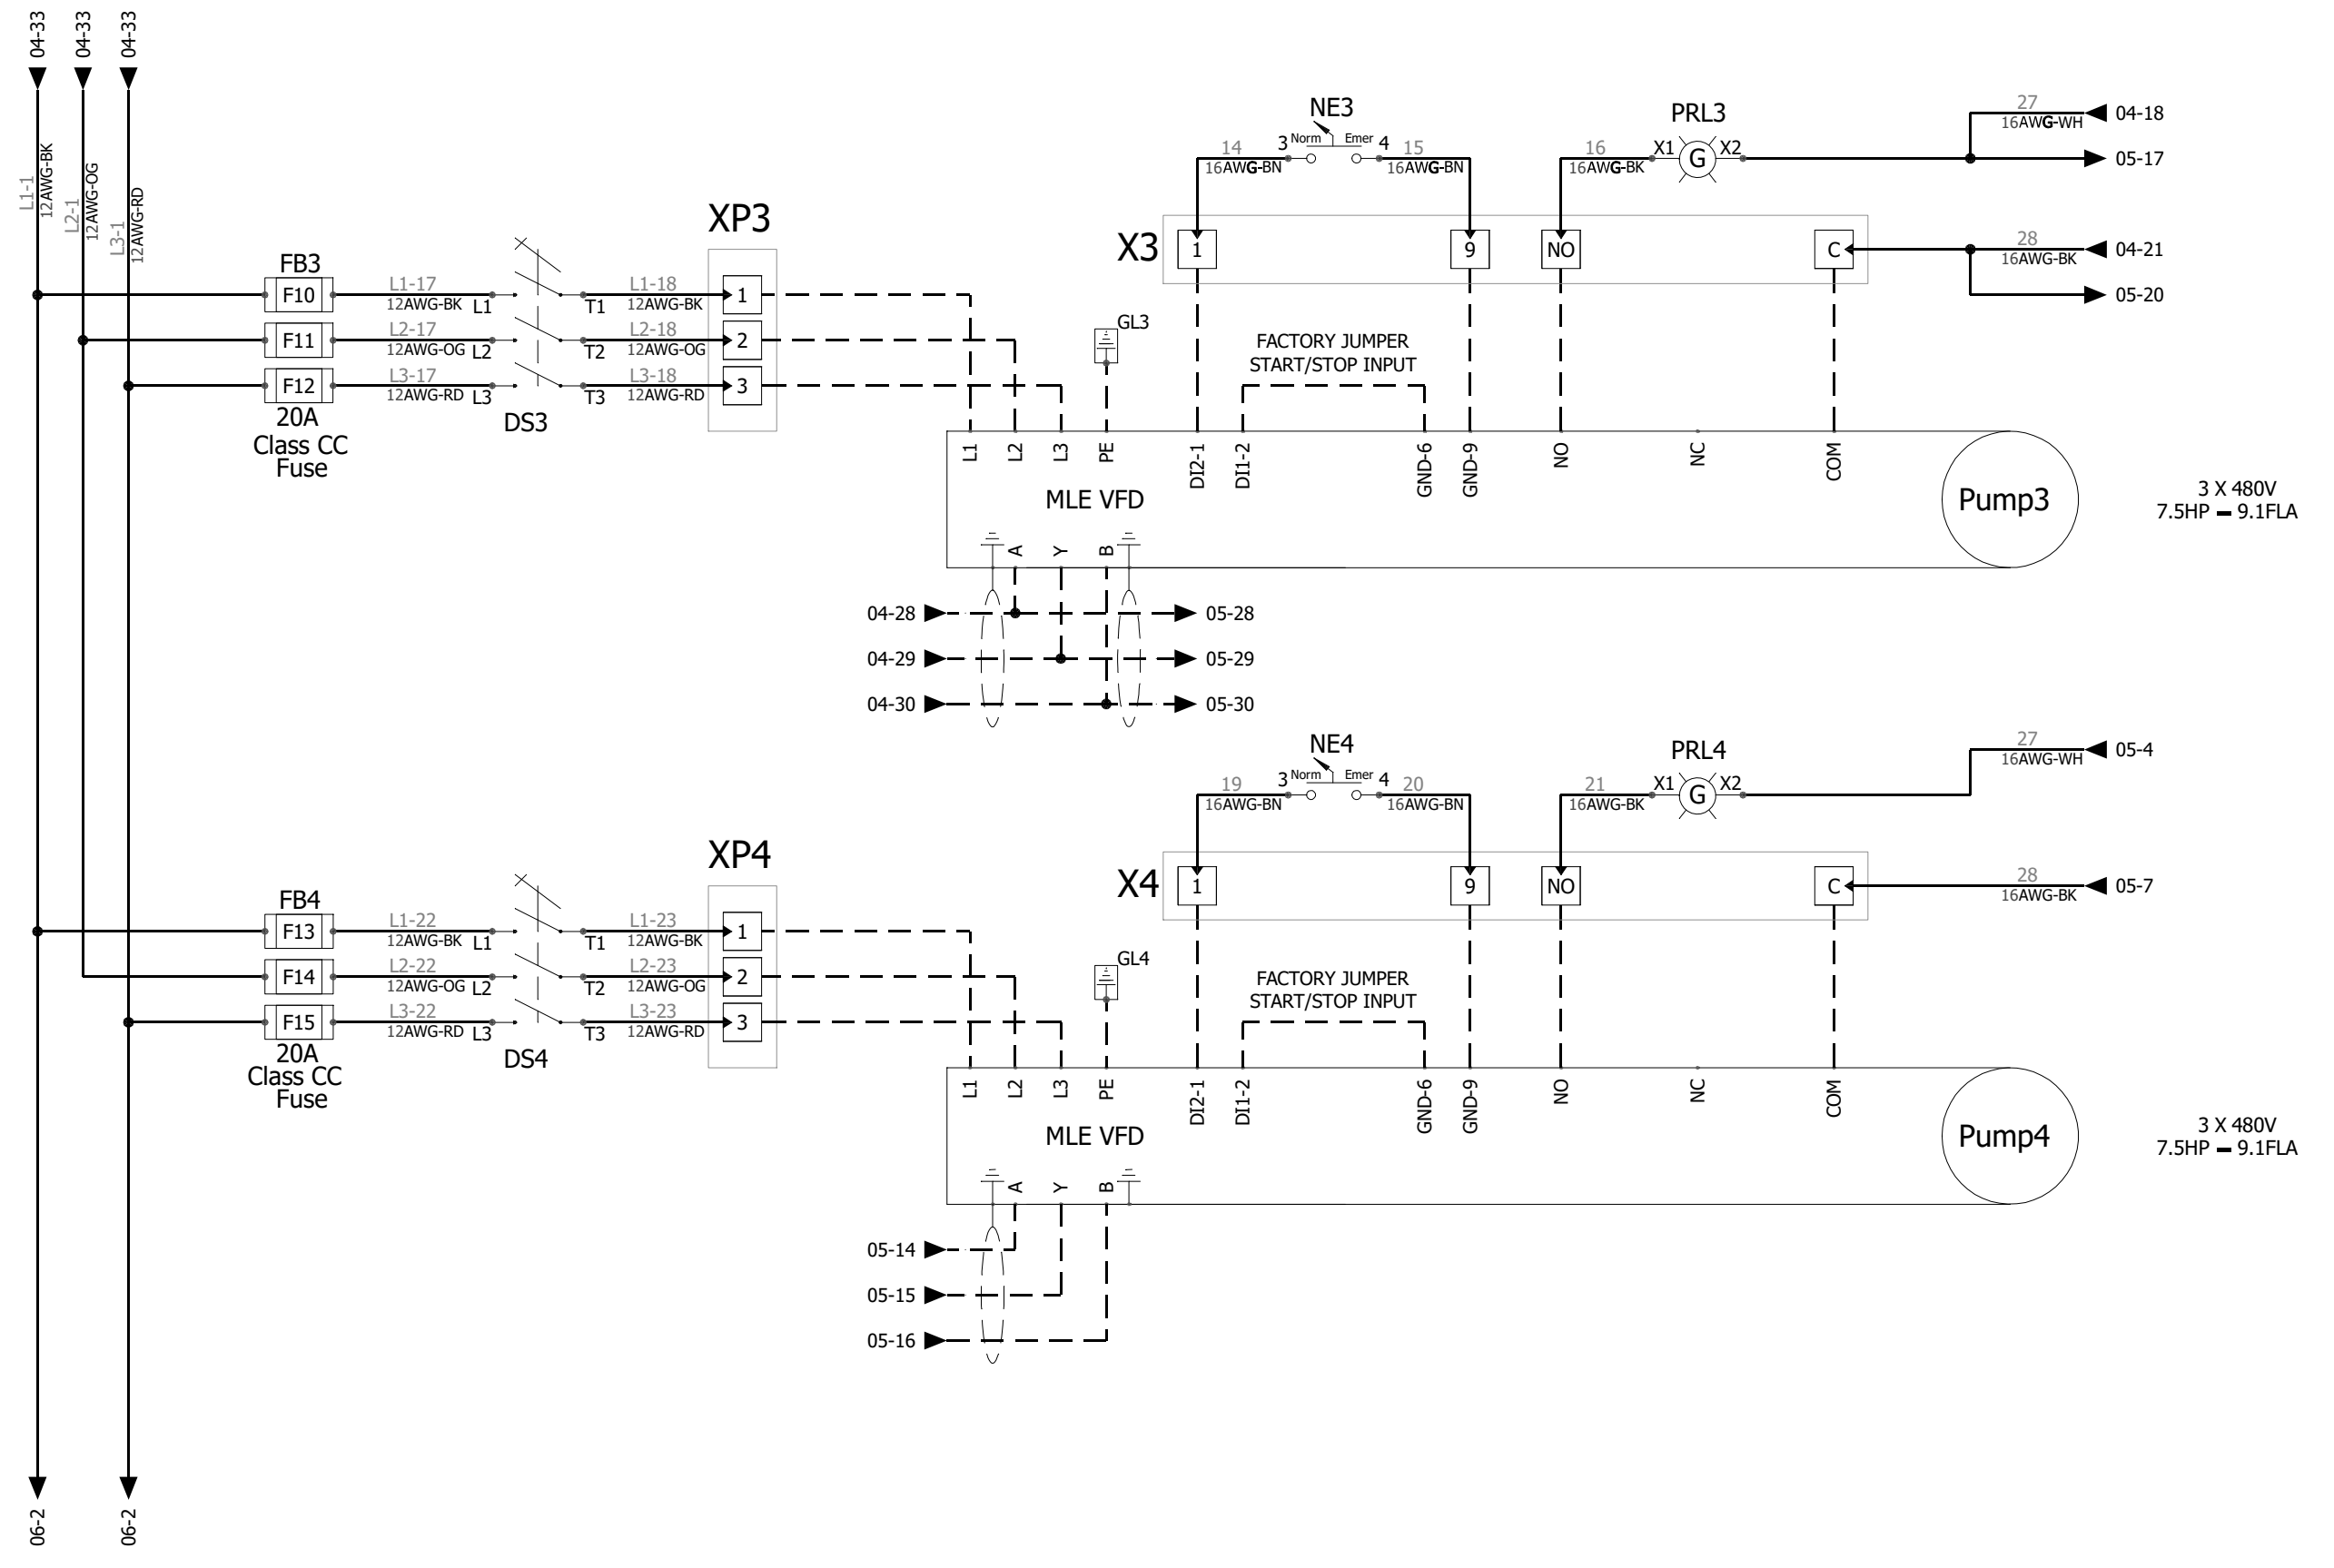 04-33
04-33
04-33
L1-1
12AWG-BK
L2-1
12AWG-OG
L3-1
12AWG-RD
NE3
PRL3
27
16AWG-WH
04-18
14
16AWG-BN
3
Norm
Emer
4
15
16AWG-BN
16
16AWG-BK
X1
G
X2
05-17
XP3
X3
1
9
NO
C
28
16AWG-BK
04-21
05-20
FB3
F10
L1-17
12AWG-BK
L1
T1
L1-18
12AWG-BK
1
F11
L2-17
12AWG-OG
L2
T2
L2-18
12AWG-OG
2
F12
L3-17
12AWG-RD
L3
T3
L3-18
12AWG-RD
3
20A
Class CC
Fuse
DS3
GL3
FACTORY JUMPER
START/STOP INPUT
L1
L2
L3
PE
DI2-1
DI1-2
GND-6
GND-9
NO
NC
COM
MLE VFD
Pump3
3 X 480V
7.5HP - 9.1FLA
A
Y
B
04-28
05-28
04-29
05-29
04-30
05-30
NE4
PRL4
27
16AWG-WH
05-4
19
16AWG-BN
3
Norm
Emer
4
20
16AWG-BN
21
16AWG-BK
X1
G
X2
XP4
X4
1
9
NO
C
28
16AWG-BK
05-7
FB4
F13
L1-22
12AWG-BK
L1
T1
L1-23
12AWG-BK
1
F14
L2-22
12AWG-OG
L2
T2
L2-23
12AWG-OG
2
F15
L3-22
12AWG-RD
L3
T3
L3-23
12AWG-RD
3
20A
Class CC
Fuse
DS4
GL4
FACTORY JUMPER
START/STOP INPUT
L1
L2
L3
PE
DI2-1
DI1-2
GND-6
GND-9
NO
NC
COM
MLE VFD
Pump4
3 X 480V
7.5HP - 9.1FLA
A
Y
B
05-14
05-15
05-16
06-2
06-2